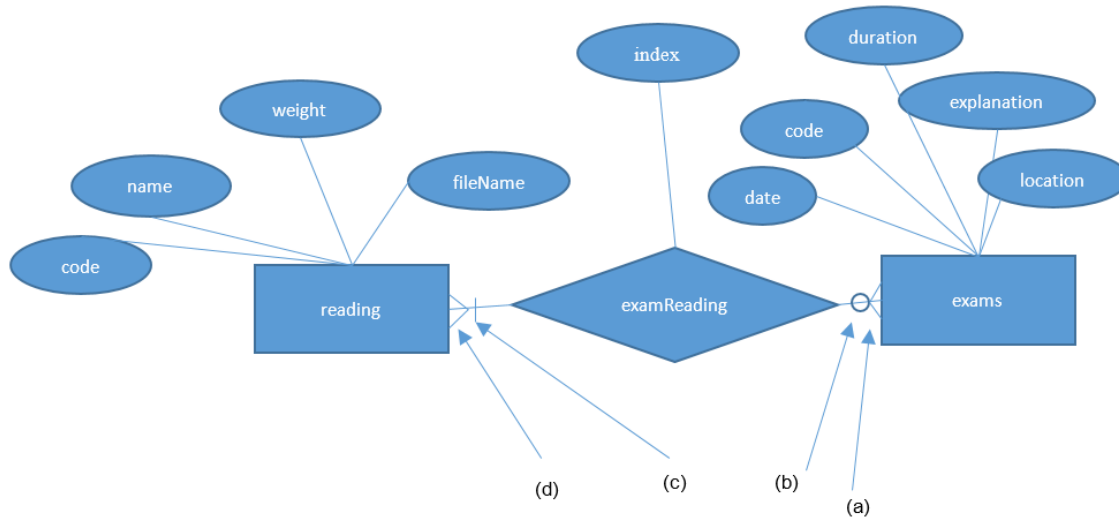 duration
index
explanation
weight
code
name
fileName
location
date
code
reading
examReading
exams
(d)
(c)
(b)
(a)